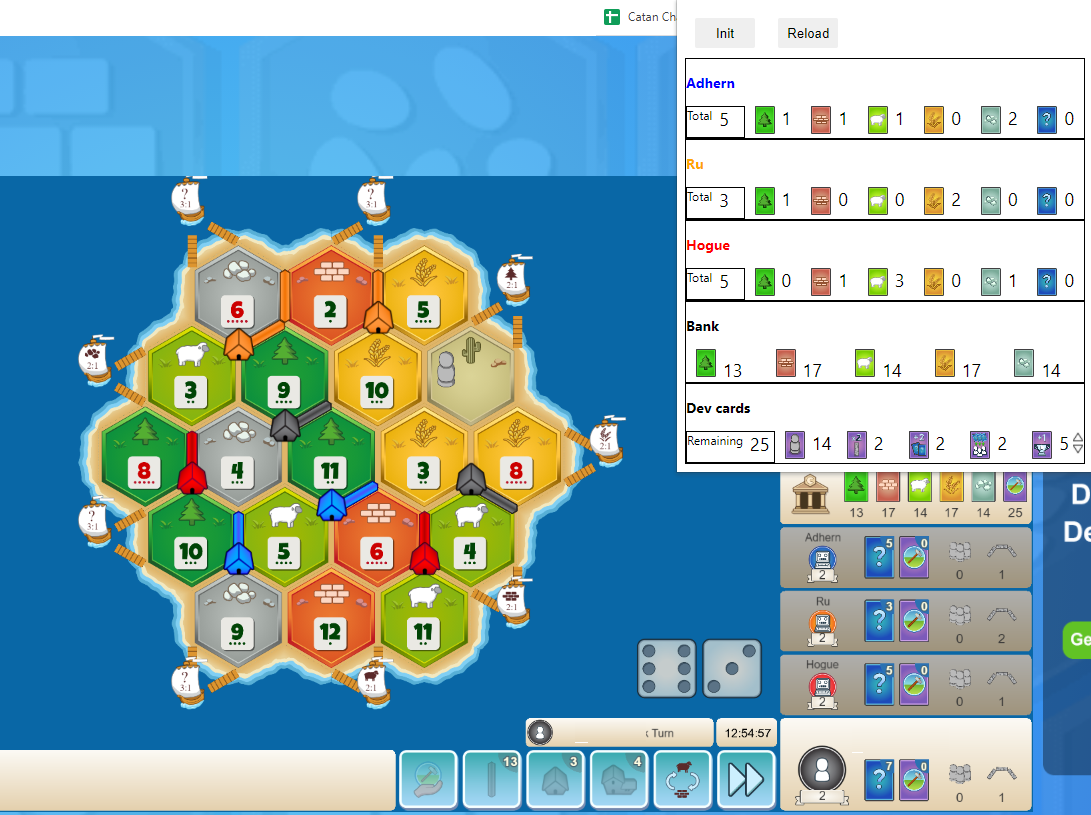 Catan Ch
Init Reload
Adhern
Total 5 1 1 1 0 2 ? 0
Ru
Total 3 1 0 0 2 0 ? 0
Hogue
Total 5 0 1 3 0 1 ? 0
Bank
13 17 14 17 14
Dev cards
Remaining 25 14 2 2 +2 2 2 +1 5
? 3:1
? 3:1
2:1
6 2 5
2:1
3 9 10
2:1
8 4 11 3 8
? 3:1
10 5 6 4
2:1
9 12 11
? 3:1
2:1
C
13 17 14 17 14 25
D
De
Adhern
2 ? 5 0 0 1
Ru
2 ? 3 0 0 2
Hogue
2 ? 5 0 0 1
Ge
Turn 12:54:57
13 3 4
2 ? 7 0 0 1